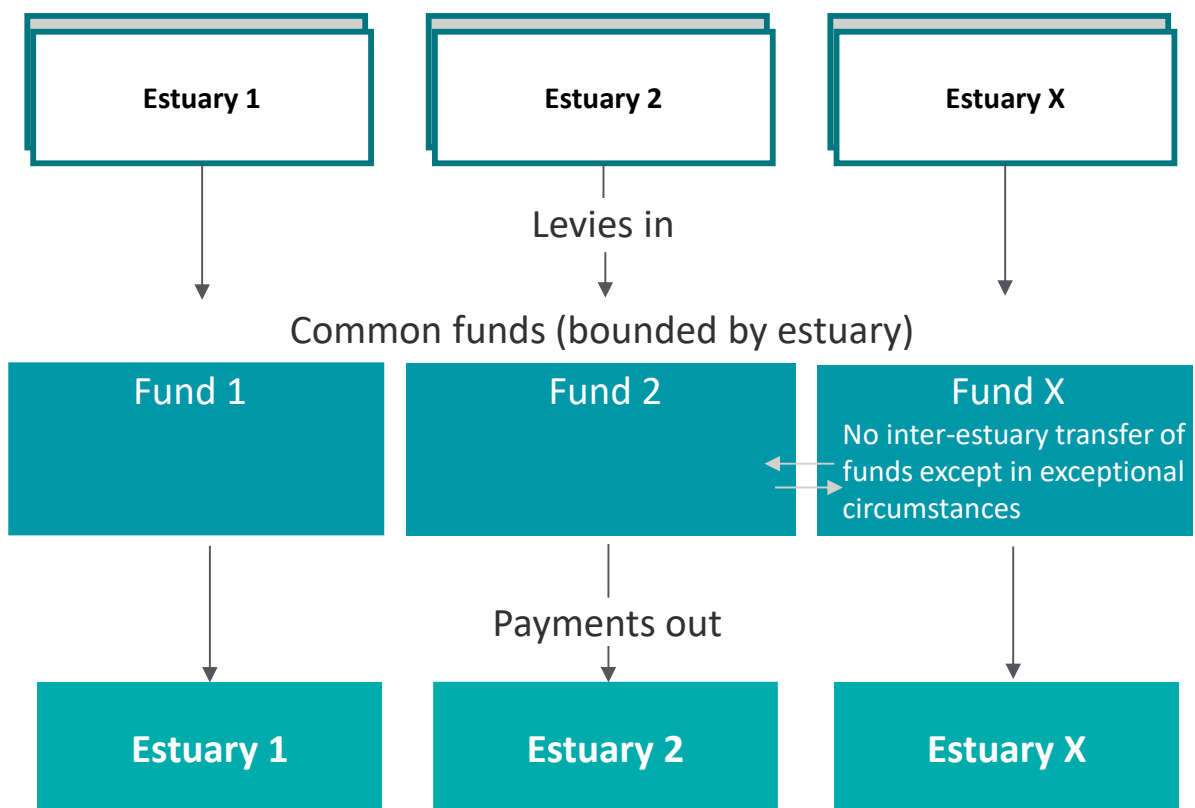 Estuary 1
Estuary 2
Estuary X
Levies in
Common funds (bounded by estuary)
Fund 1
Fund 2
Fund X
No inter-estuary transfer of
funds except in exceptional
circumstances
Payments out
Estuary 1
Estuary 2
Estuary X